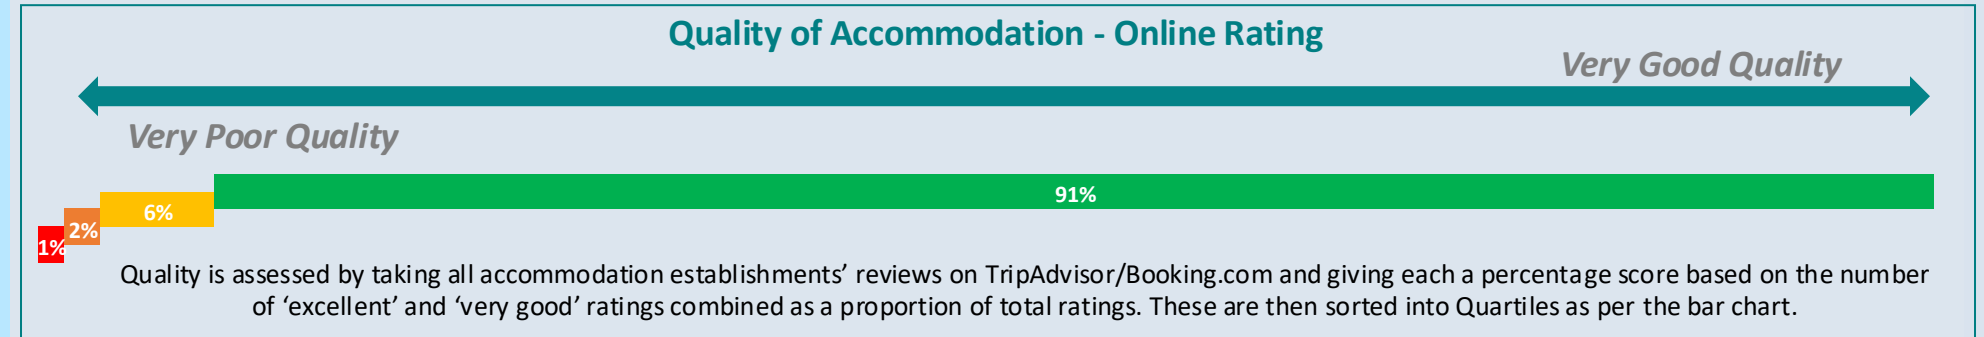 Quality of Accommodation - Online Rating
Very Good Quality
Very Poor Quality
91%
6%
2%
1%
Quality is assessed by taking all accommodation establishments’ reviews on TripAdvisor/Booking.com and giving each a percentage score based on the number
of ‘excellent’ and ‘very good’ ratings combined as a proportion of total ratings. These are then sorted into Quartiles as per the bar chart.